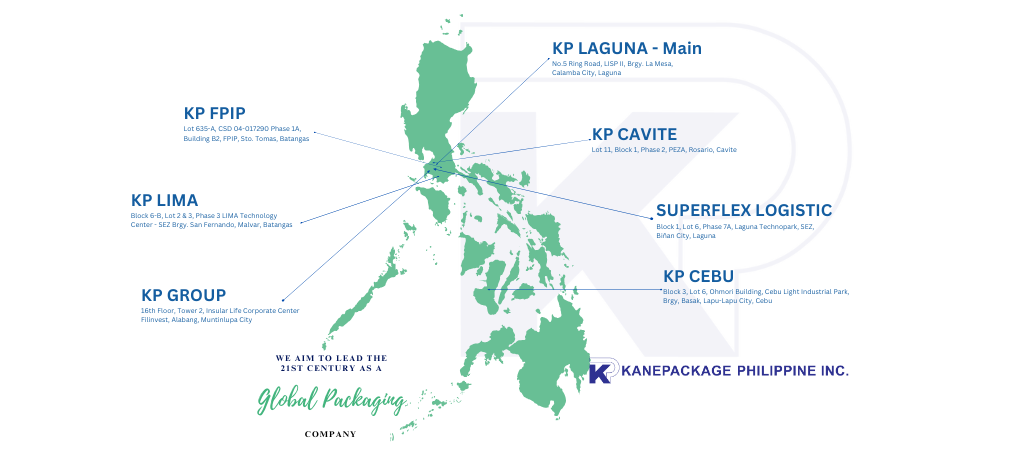 KP LAGUNA - Main
No.5 Ring Road, LISP II, Brgy. La Mesa,
Calamba City, Laguna
KP FPIP
Lot 635-A, CSD 04-017290 Phase 1A,
Building B2, FPIP, Sto. Tomas, Batangas
KP CAVITE
Lot 11, Block 1, Phase 2, PEZA, Rosario, Cavite
KP LIMA
Block 6-B, Lot 2 & 3, Phase 3 LIMA Technology
Center - SEZ Brgy. San Fernando, Malvar, Batangas
SUPERFLEX LOGISTIC
Block 1, Lot 6, Phase 7A, Laguna Technopark, SEZ,
Biñan City, Laguna
KP CEBU
Block 3, Lot 6, Ohmori Building, Cebu Light Industrial Park,
Brgy, Basak, Lapu-Lapu City, Cebu
KP GROUP
16th Floor, Tower 2, Insular Life Corporate Center
Filinvest, Alabang, Muntinlupa City
WE AIM TO LEAD THE
21ST CENTURY AS A
Global Packaging
COMPANY
KP KANEPACKAGE PHILIPPINE INC.